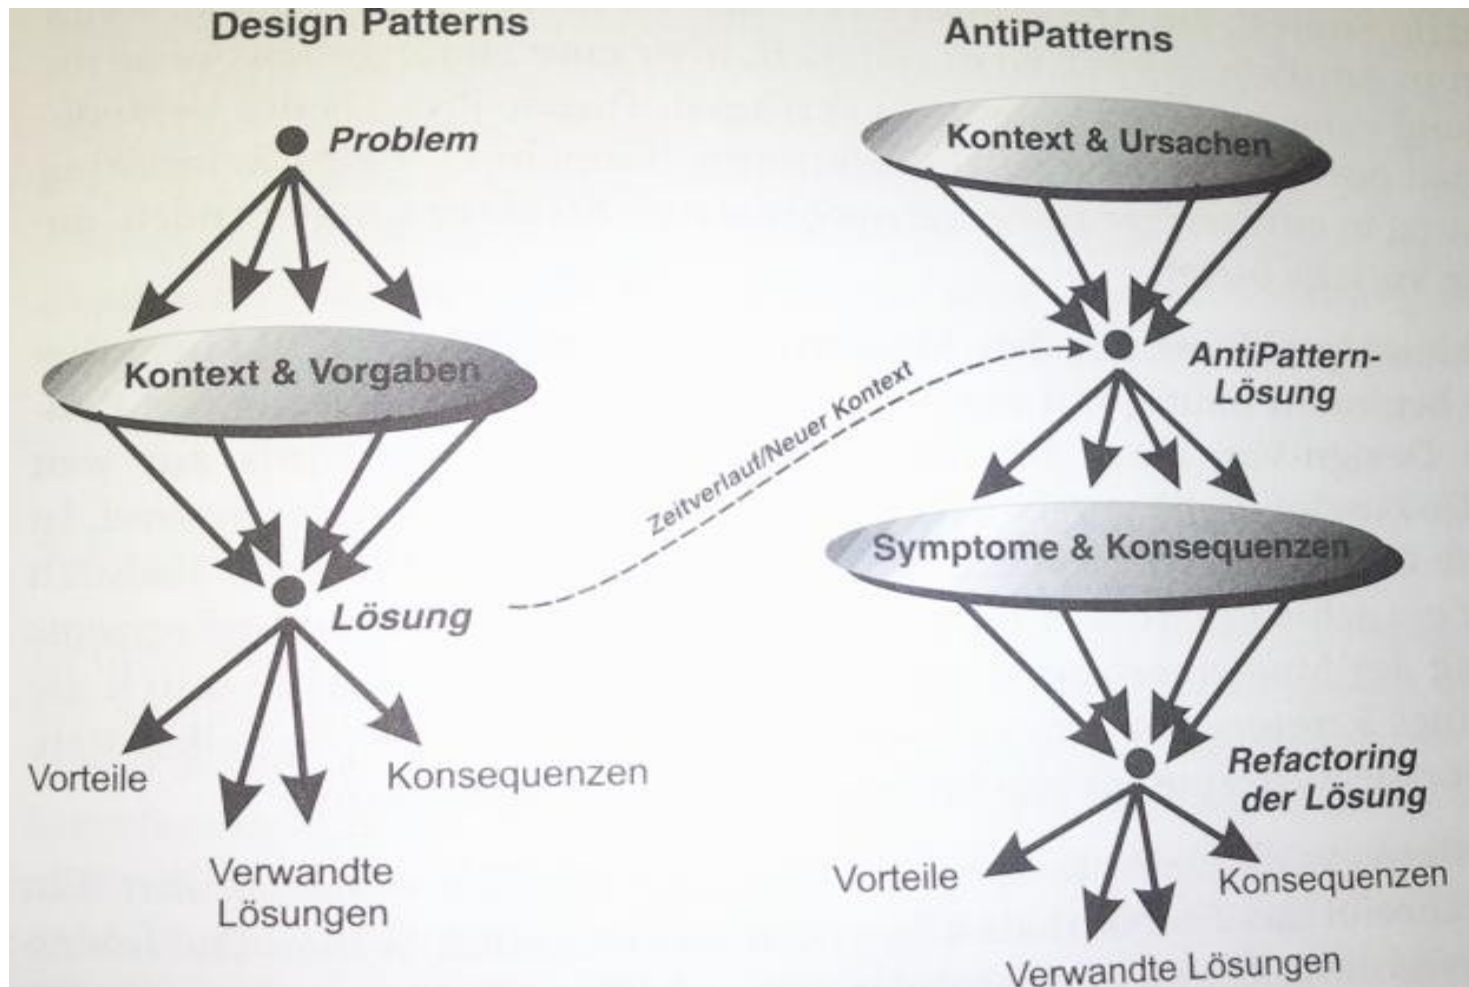 Design Patterns
Problem
Kontext & Vorgaben
Lösung
Vorteile
Konsequenzen
Verwandte
Lösungen
Zeitverlauf/Neuer Kontext
AntiPatterns
Kontext & Ursachen
AntiPattern-
Lösung
Symptome & Konsequenzen
Refactoring
der Lösung
Vorteile
Konsequenzen
Verwandte Lösungen